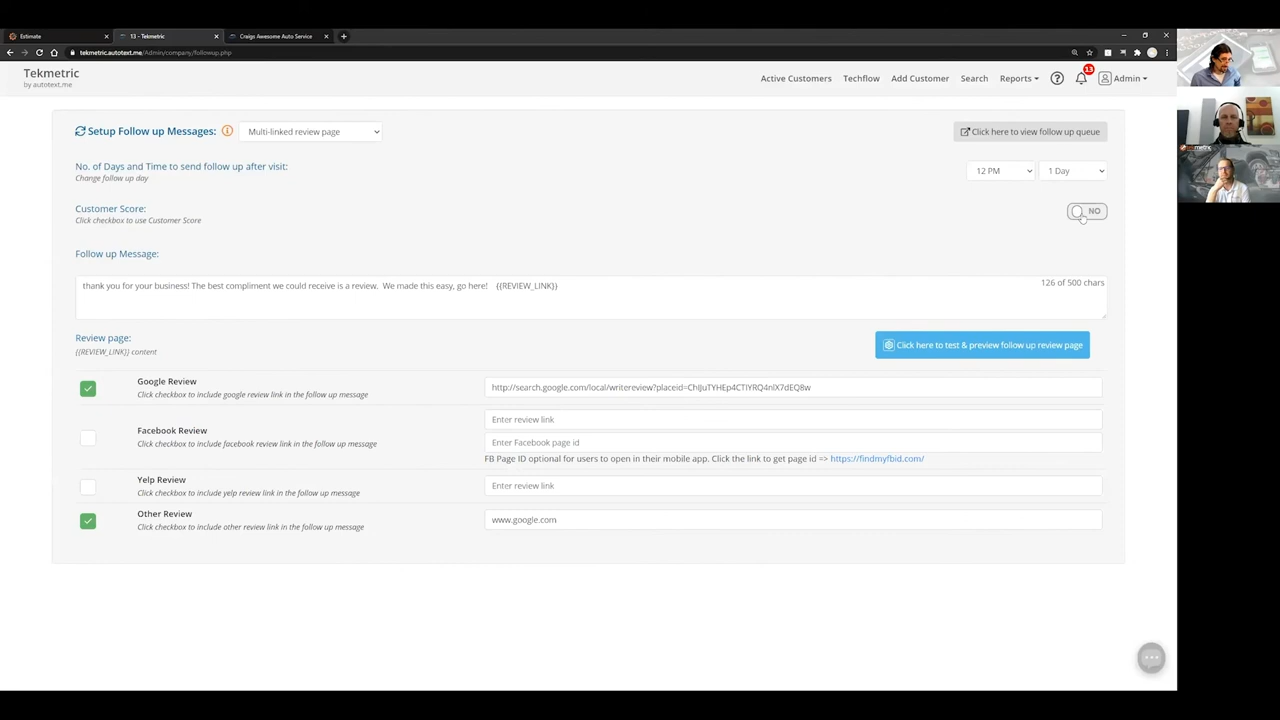 Estimate
13 - Tekmetric
Craigs Awesome Auto Service
tekmetric.autotext.me/Admin/company/followup.php
Tekmetric
by autotext.me
Active Customers
Techflow
Add Customer
Search
Reports
13
Admin
Setup Follow up Messages:
Multi-linked review page
Click here to view follow up queue
No. of Days and Time to send follow up after visit:
Change follow up day
12 PM
1 Day
Customer Score:
Click checkbox to use Customer Score
NO
Follow up Message:
thank you for your business! The best compliment we could receive is a review. We made this easy, go here! {{REVIEW_LINK}}
126 of 500 chars
Review page:
{{REVIEW_LINK}} content
Click here to test & preview follow up review page
Google Review
Click checkbox to include google review link in the follow up message
http://search.google.com/local/writereview?placeid=ChIJuTYHEp4CTIYRQ4nlX7dEQ8w
Facebook Review
Click checkbox to include facebook review link in the follow up message
Enter review link
Enter Facebook page id
FB Page ID optional for users to open in their mobile app. Click the link to get page id => https://findmyfbid.com/
Yelp Review
Click checkbox to include yelp review link in the follow up message
Enter review link
Other Review
Click checkbox to include other review link in the follow up message
www.google.com